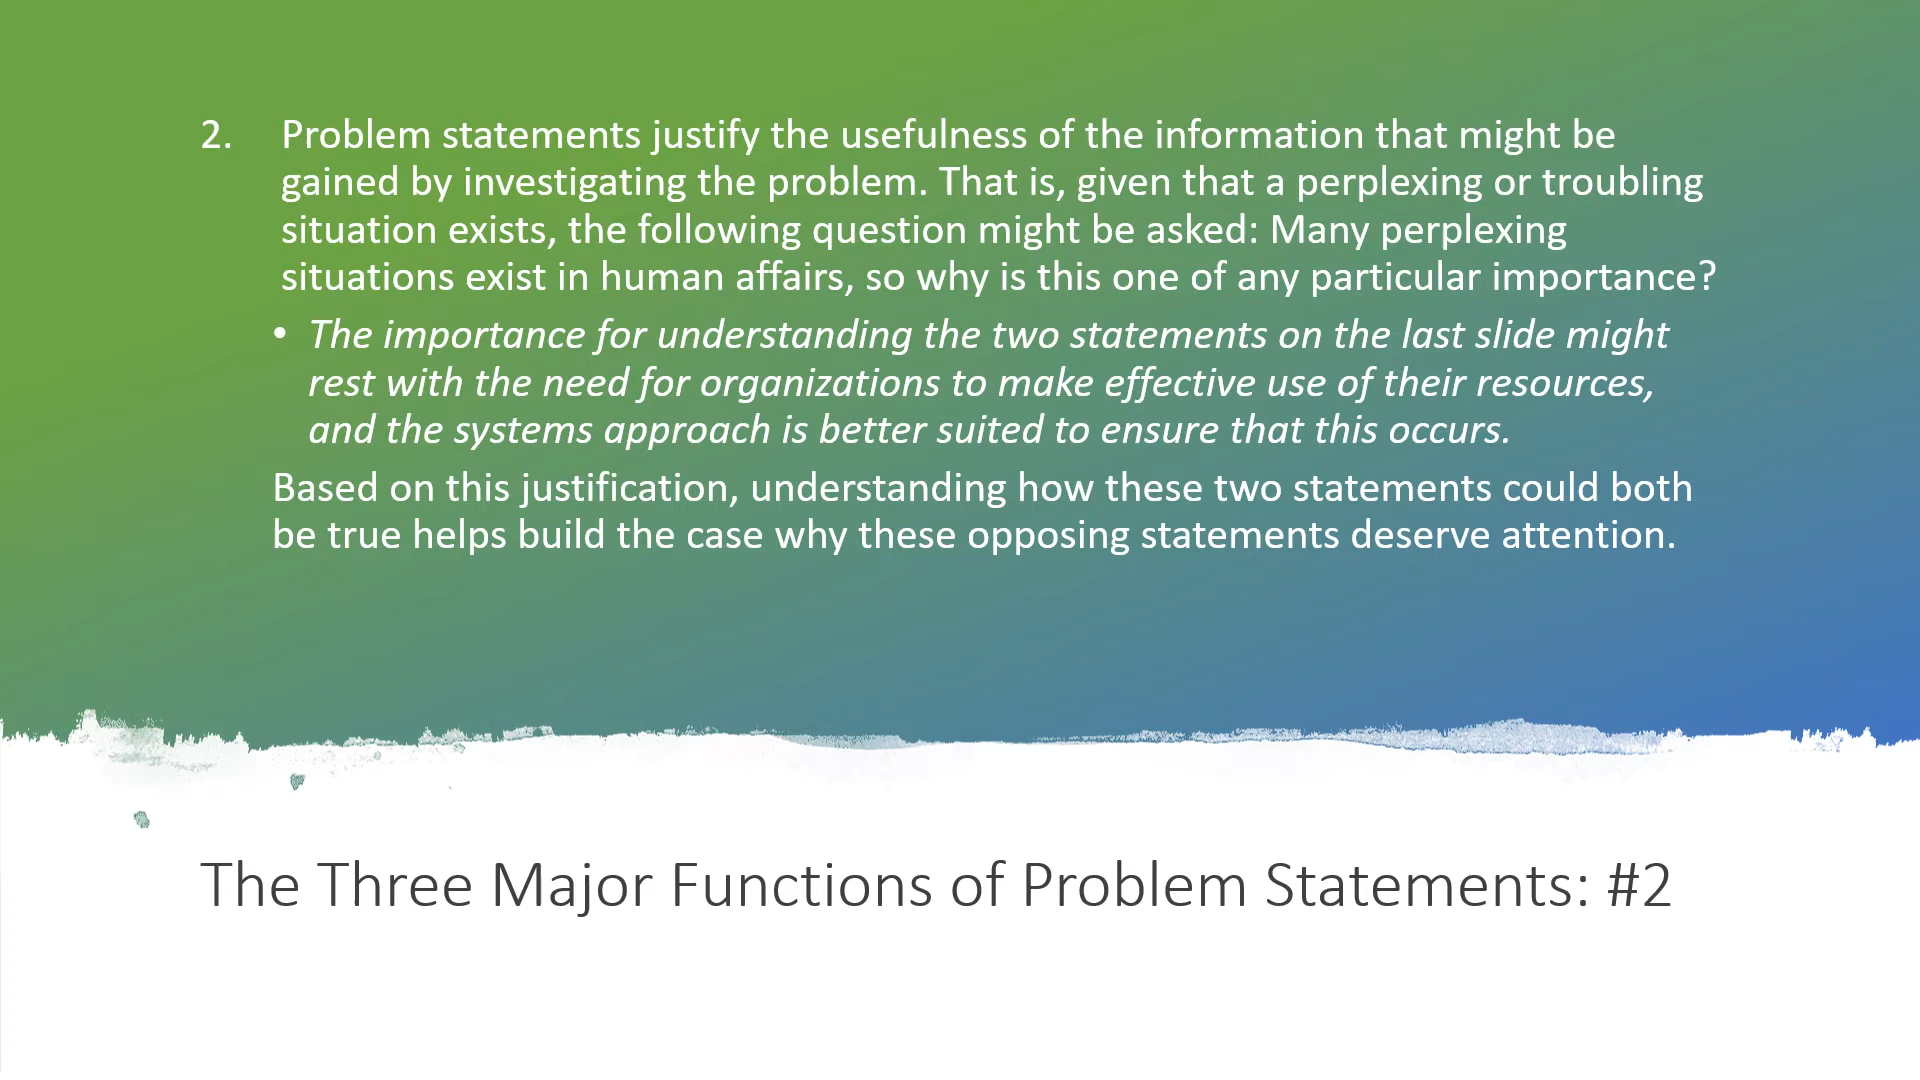 2. Problem statements justify the usefulness of the information that might be
gained by investigating the problem. That is, given that a perplexing or troubling
situation exists, the following question might be asked: Many perplexing
situations exist in human affairs, so why is this one of any particular importance?
• The importance for understanding the two statements on the last slide might
rest with the need for organizations to make effective use of their resources,
and the systems approach is better suited to ensure that this occurs.
Based on this justification, understanding how these two statements could both
be true helps build the case why these opposing statements deserve attention.
The Three Major Functions of Problem Statements: #2